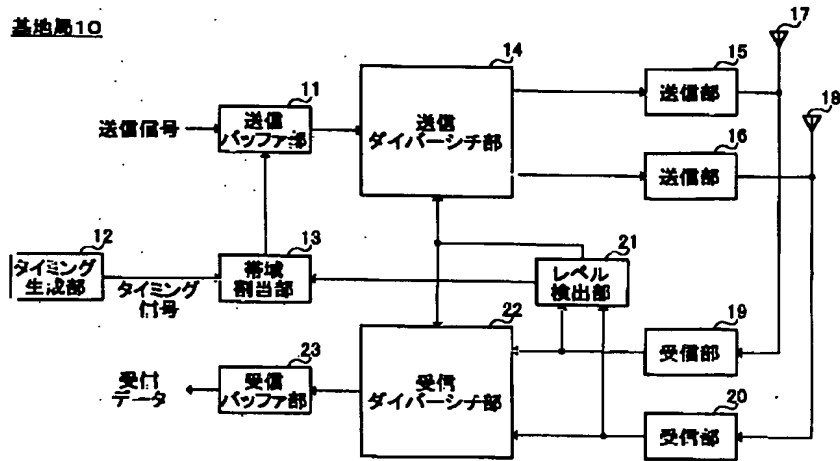 基地局10
17
14
15
18
11
送信部
送信信号
送信
バッファ部
送信
ダイバーシチ部
16
送信部
12
13
21
タイミング
生成部
タイミング
信号
帯域
割当部
レベル
検出部
22
19
23
受信部
受付
データ
受信
バッファ部
受信
ダイバーシチ部
20
受信部